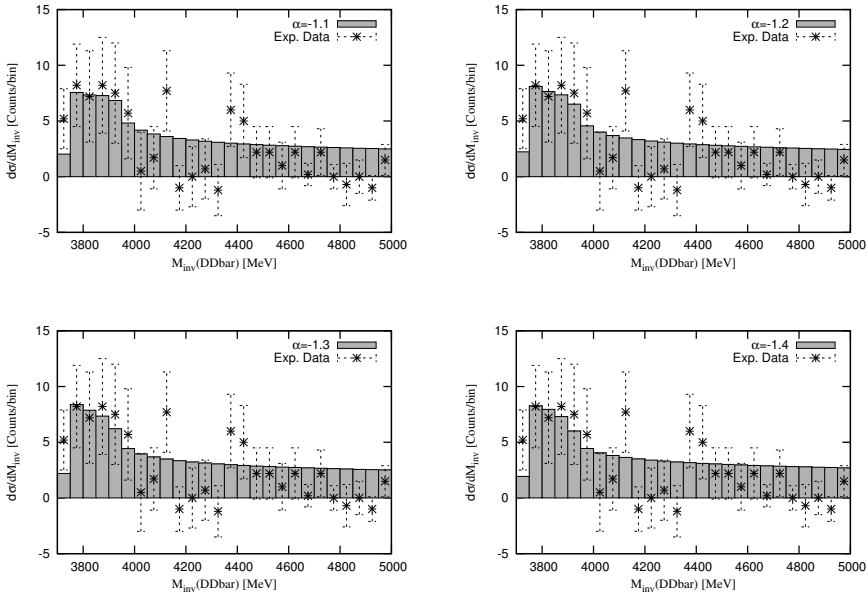 15
10
5
0
-5
3800 4000 4200 4400 4600 4800 5000
dσ/dM_inv [Counts/bin]
M_inv(DDbar) [MeV]
α=-1.1
Exp. Data
15
10
5
0
-5
3800 4000 4200 4400 4600 4800 5000
dσ/dM_inv [Counts/bin]
M_inv(DDbar) [MeV]
α=-1.2
Exp. Data
15
10
5
0
-5
3800 4000 4200 4400 4600 4800 5000
dσ/dM_inv [Counts/bin]
M_inv(DDbar) [MeV]
α=-1.3
Exp. Data
15
10
5
0
-5
3800 4000 4200 4400 4600 4800 5000
dσ/dM_inv [Counts/bin]
M_inv(DDbar) [MeV]
α=-1.4
Exp. Data